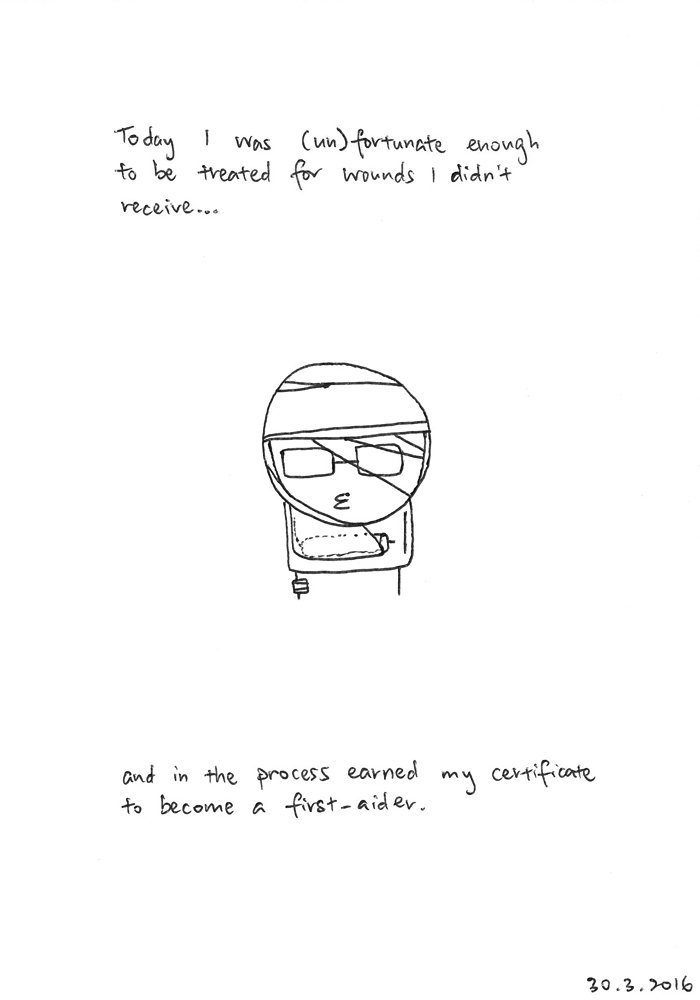 Today I was (un)fortunate enough
to be treated for wounds I didn't
receive...
and in the process earned my certificate
to become a first-aider.
30.3.2016